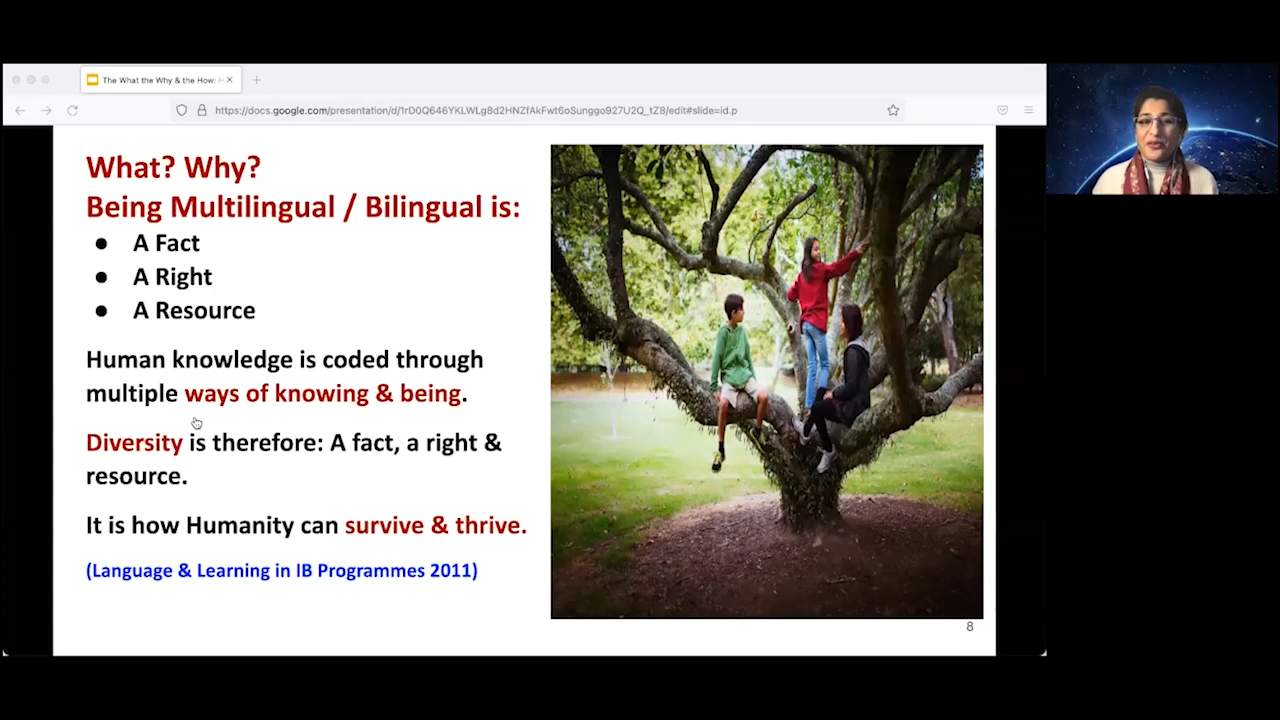 The What the Why & the How:
https://docs.google.com/presentation/d/1rD0Q646YKLWLg8d2HNZfAkFwt6oSunggo927U2Q_tZ8/edit#slide=id.p
What? Why?
Being Multilingual / Bilingual is:
● A Fact
● A Right
● A Resource
Human knowledge is coded through
multiple ways of knowing & being.
Diversity is therefore: A fact, a right &
resource.
It is how Humanity can survive & thrive.
(Language & Learning in IB Programmes 2011)
8